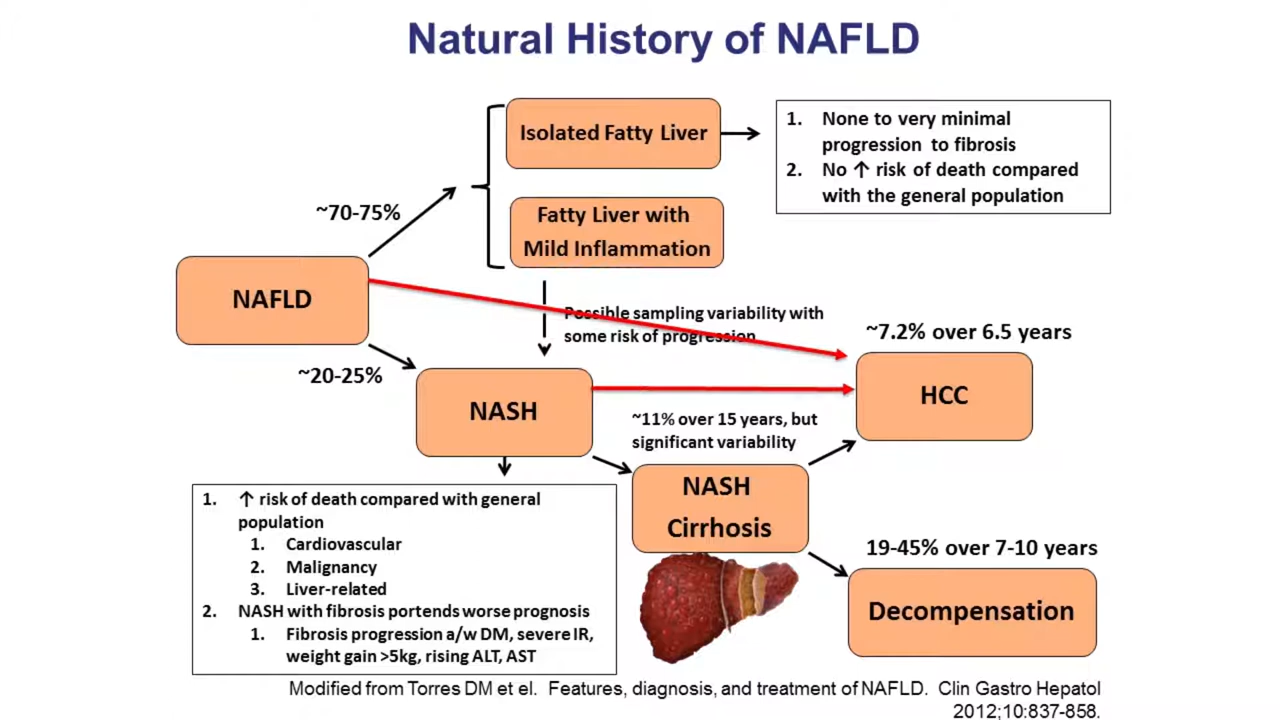 Natural History of NAFLD
Isolated Fatty Liver
1. None to very minimal
progression to fibrosis
2. No ↑ risk of death compared
with the general population
~70-75%
Fatty Liver with
Mild Inflammation
NAFLD
Possible sampling variability with
some risk of progression
~7.2% over 6.5 years
~20-25%
HCC
NASH
~11% over 15 years, but
significant variability
NASH
Cirrhosis
1. ↑ risk of death compared with general
population
1. Cardiovascular
2. Malignancy
3. Liver-related
2. NASH with fibrosis portends worse prognosis
1. Fibrosis progression a/w DM, severe IR,
weight gain >5kg, rising ALT, AST
19-45% over 7-10 years
Decompensation
Modified from Torres DM et el. Features, diagnosis, and treatment of NAFLD. Clin Gastro Hepatol
2012;10:837-858.